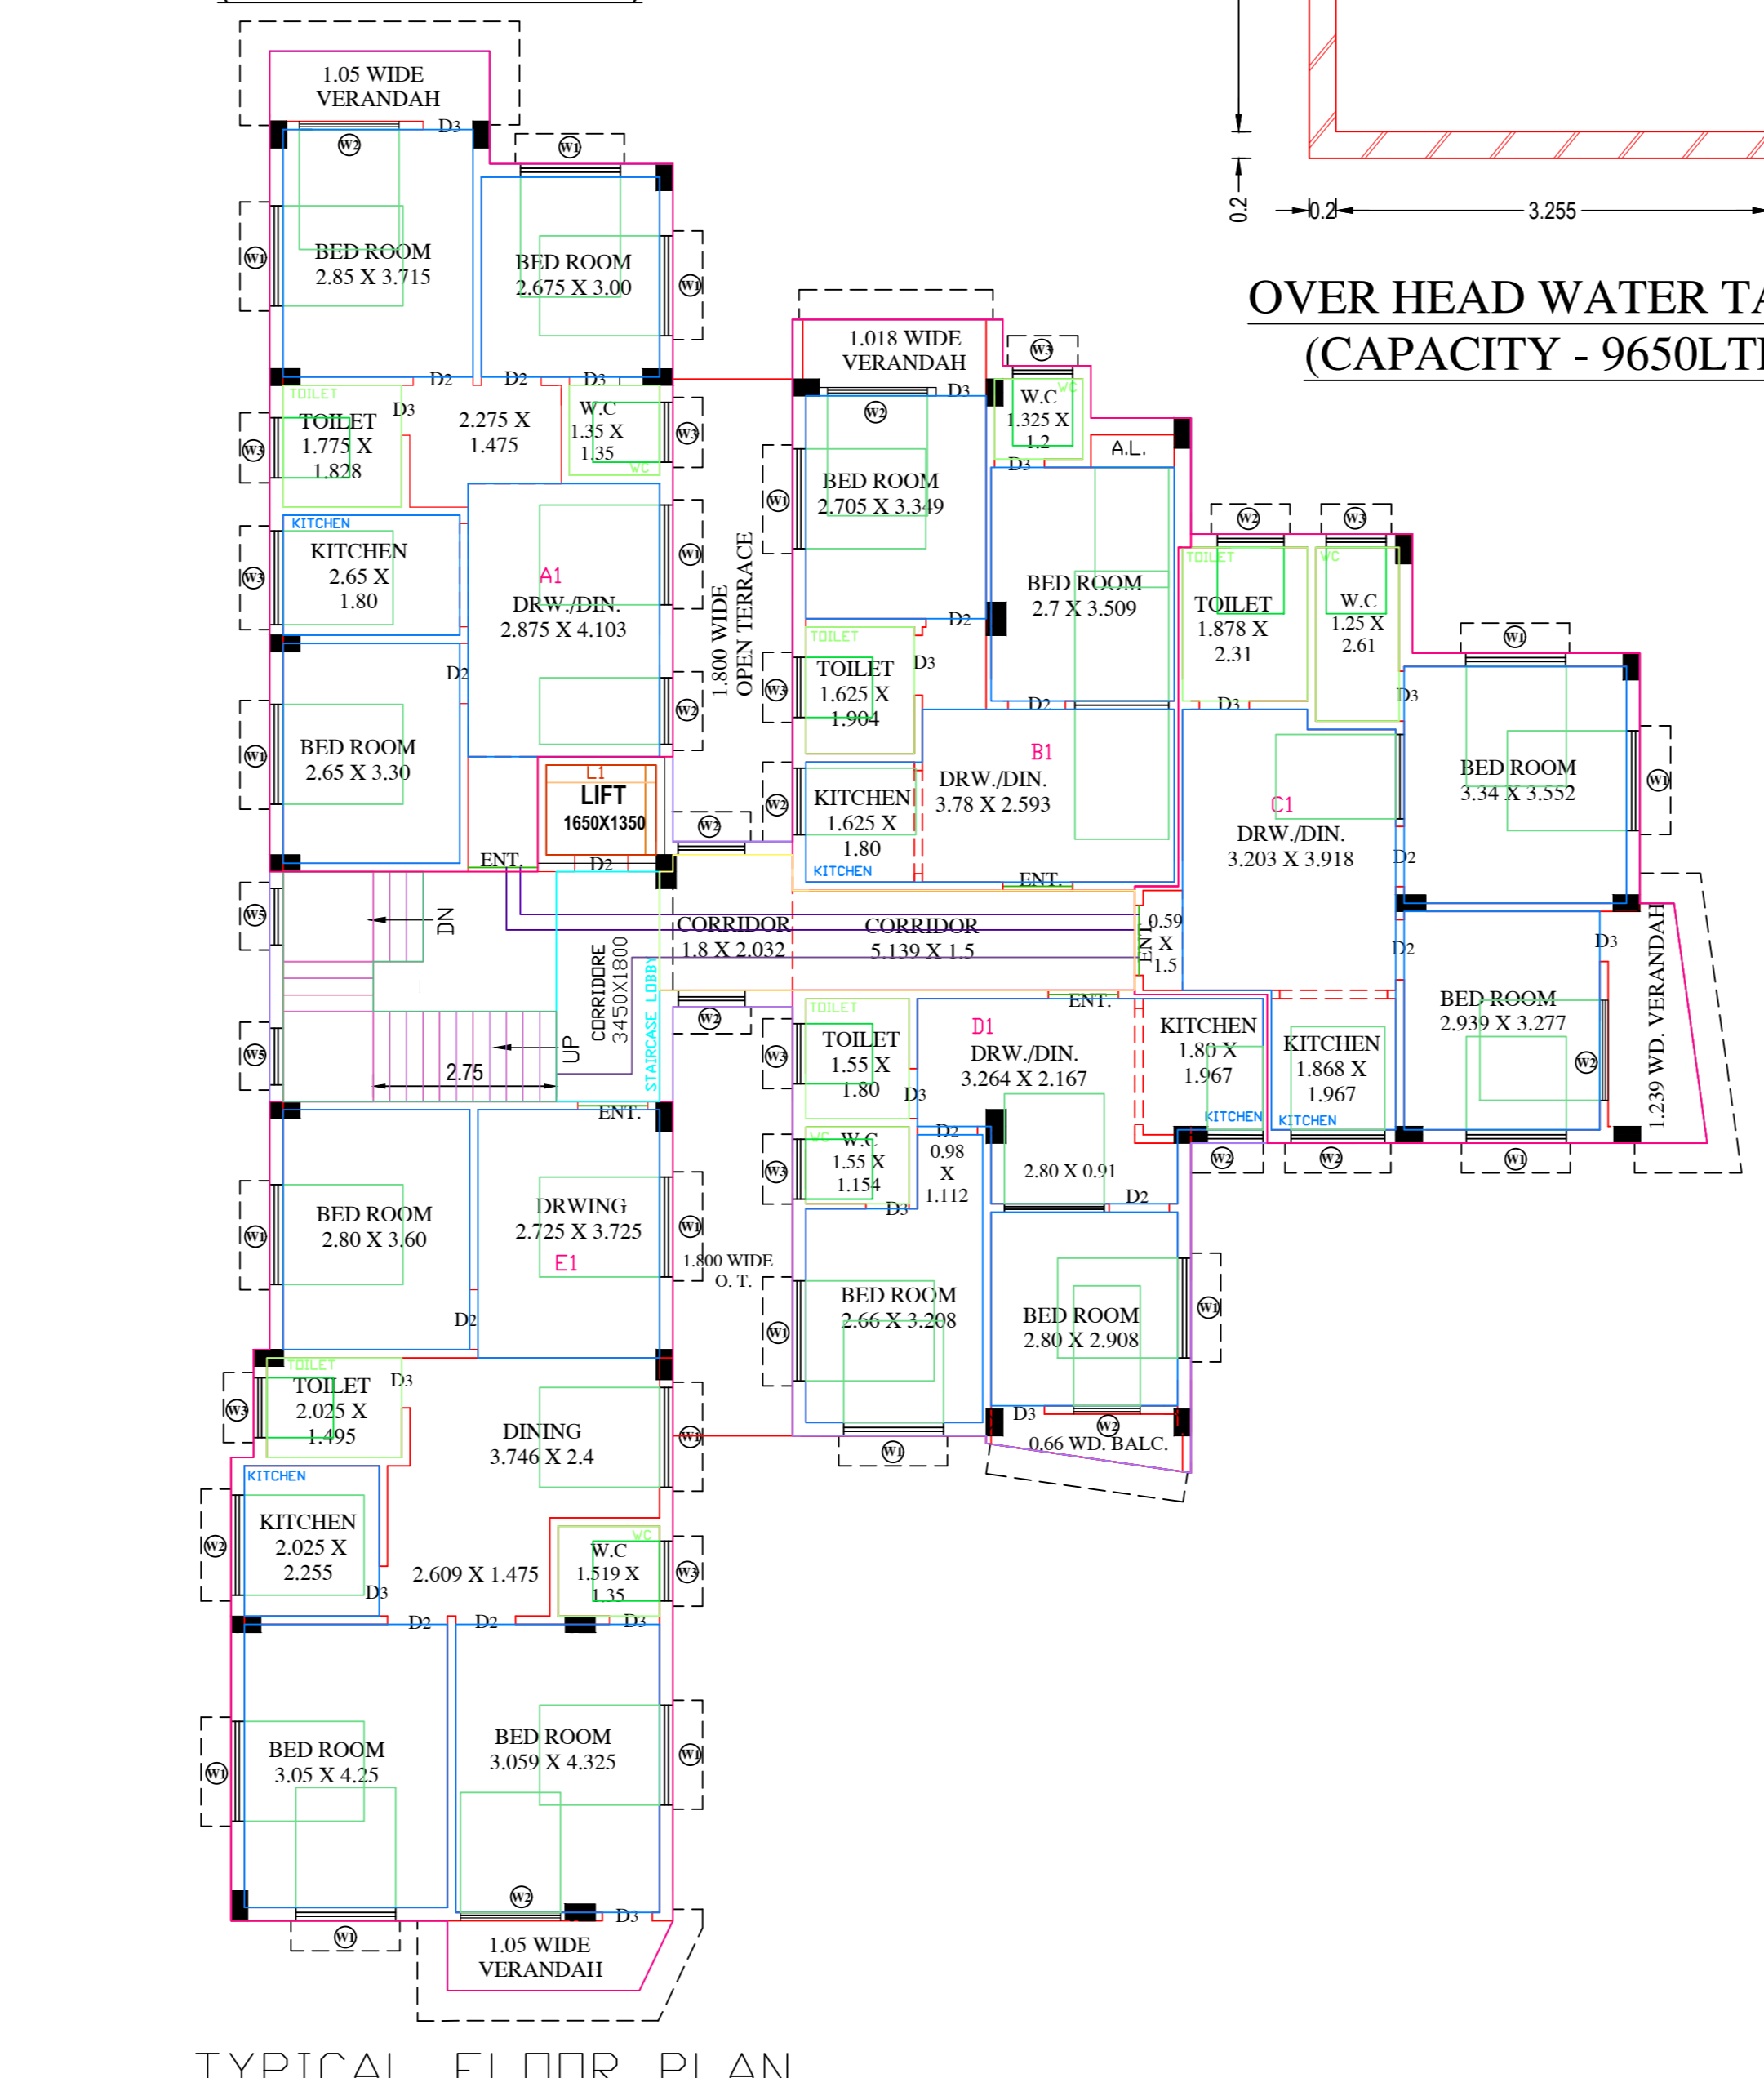 1.05 WIDE
VERANDAH
D3
W2
W1
W1
BED ROOM
2.85 X 3.715
BED ROOM
2.675 X 3.00
W1
0.2
0.2
3.255
OVER HEAD WATER TA
(CAPACITY - 9650LT
D2
D2
D3
TOILET
TOILET
1.775 X
1.828
D3
2.275 X
1.475
W.C
1.35 X
1.35
WC
W3
W3
KITCHEN
KITCHEN
2.65 X
1.80
W3
A1
DRW./DIN.
2.875 X 4.103
W1
1.800 WIDE
OPEN TERRACE
D2
W2
BED ROOM
2.65 X 3.30
W1
L1
LIFT
1650X1350
ENT.
D2
1.018 WIDE
VERANDAH
D3
W2
W3
WC
W.C
1.325 X
1.2
D3
A.L.
BED ROOM
2.705 X 3.349
W1
D2
BED ROOM
2.7 X 3.509
TOILET
TOILET
1.625 X
1.904
D3
W3
D2
B1
DRW./DIN.
3.78 X 2.593
KITCHEN
1.625 X
1.80
KITCHEN
W2
W2
ENT.
W2
W3
TOILET
TOILET
1.878 X
2.31
WC
W.C
1.25 X
2.61
D3
D3
W1
BED ROOM
3.34 X 3.552
W1
C1
DRW./DIN.
3.203 X 3.918
D2
W5
DN
CORRIDORE
3450X1800
STAIRCASE LOBBY
CORRIDOR
1.8 X 2.032
CORRIDOR
5.139 X 1.5
ENT.
0.59
X
1.5
D2
D3
1.239 WD. VERANDAH
BED ROOM
2.939 X 3.277
W2
W5
UP
2.75
W2
ENT.
ENT.
TOILET
TOILET
1.55 X
1.80
W3
D3
D1
DRW./DIN.
3.264 X 2.167
KITCHEN
1.80 X
1.967
KITCHEN
KITCHEN
1.868 X
1.967
KITCHEN
W2
W2
W1
WC
W.C
1.55 X
1.154
W3
D3
D2
0.98
X
1.112
2.80 X 0.91
D2
BED ROOM
2.80 X 3.60
W1
D2
DRWING
2.725 X 3.725
E1
W1
1.800 WIDE
O. T.
BED ROOM
2.66 X 3.208
W1
W1
BED ROOM
2.80 X 2.908
W1
D3
W2
0.66 WD. BALC.
TOILET
TOILET
2.025 X
1.495
D3
W3
DINING
3.746 X 2.4
W1
KITCHEN
KITCHEN
2.025 X
2.255
W2
D3
2.609 X 1.475
WC
W.C
1.519 X
1.35
W3
D2
D2
D3
BED ROOM
3.05 X 4.25
W1
BED ROOM
3.059 X 4.325
W1
W2
D3
W1
1.05 WIDE
VERANDAH
TYPICAL FLOOR PLAN